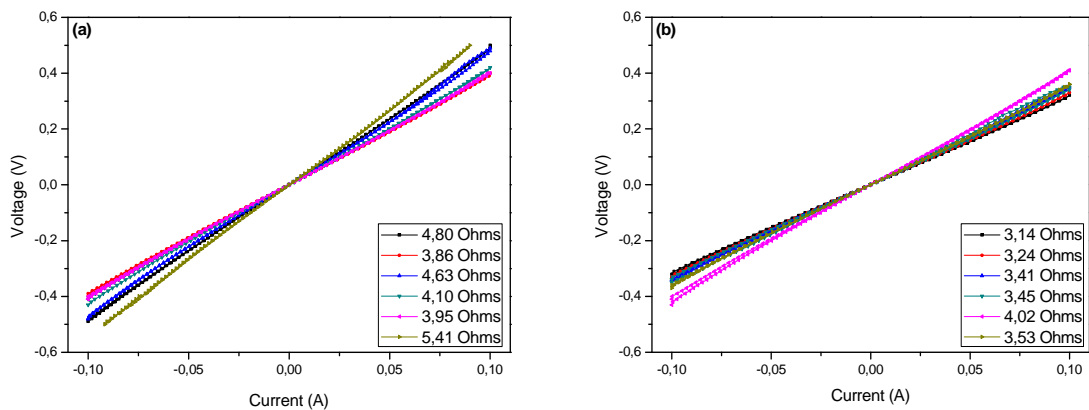 (a)
0,6
0,4
0,2
0,0
-0,2
-0,4
-0,6
Voltage (V)
-0,10 -0,05 0,00 0,05 0,10
Current (A)
4,80 Ohms
3,86 Ohms
4,63 Ohms
4,10 Ohms
3,95 Ohms
5,41 Ohms
(b)
0,6
0,4
0,2
0,0
-0,2
-0,4
-0,6
Voltage (V)
-0,10 -0,05 0,00 0,05 0,10
Current (A)
3,14 Ohms
3,24 Ohms
3,41 Ohms
3,45 Ohms
4,02 Ohms
3,53 Ohms